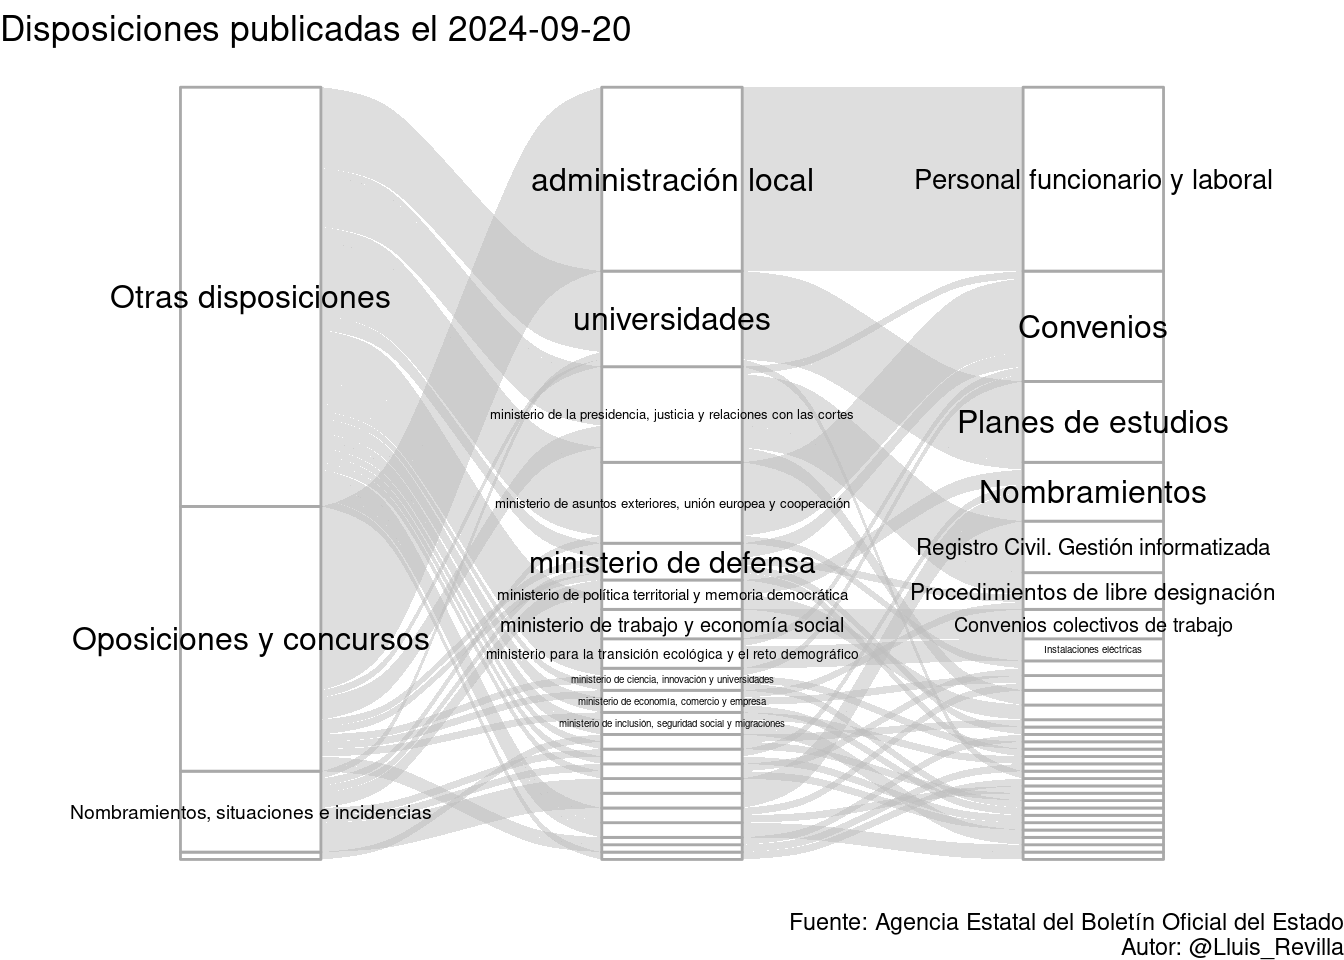 Disposiciones publicadas el 2024-09-20
Otras disposiciones
Oposiciones y concursos
Nombramientos, situaciones e incidencias
administración local
universidades
ministerio de la presidencia, justicia y relaciones con las cortes
ministerio de asuntos exteriores, unión europea y cooperación
ministerio de defensa
ministerio de política territorial y memoria democrática
ministerio de trabajo y economía social
ministerio para la transición ecológica y el reto demográfico
ministerio de ciencia, innovación y universidades
ministerio de economía, comercio y empresa
ministerio de inclusión, seguridad social y migraciones
Personal funcionario y laboral
Convenios
Planes de estudios
Nombramientos
Registro Civil. Gestión informatizada
Procedimientos de libre designación
Convenios colectivos de trabajo
Instalaciones eléctricas
Fuente: Agencia Estatal del Boletín Oficial del Estado
Autor: @Lluis_Revilla